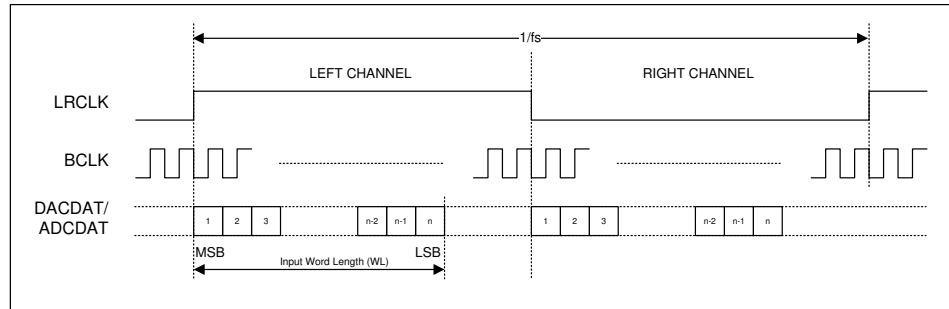 1/fs
LEFT CHANNEL RIGHT CHANNEL
LRCLK
BCLK
DACDAT/
ADCDAT
1 2 3 n-2 n-1 n 1 2 3 n-2 n-1 n
MSB LSB
Input Word Length (WL)